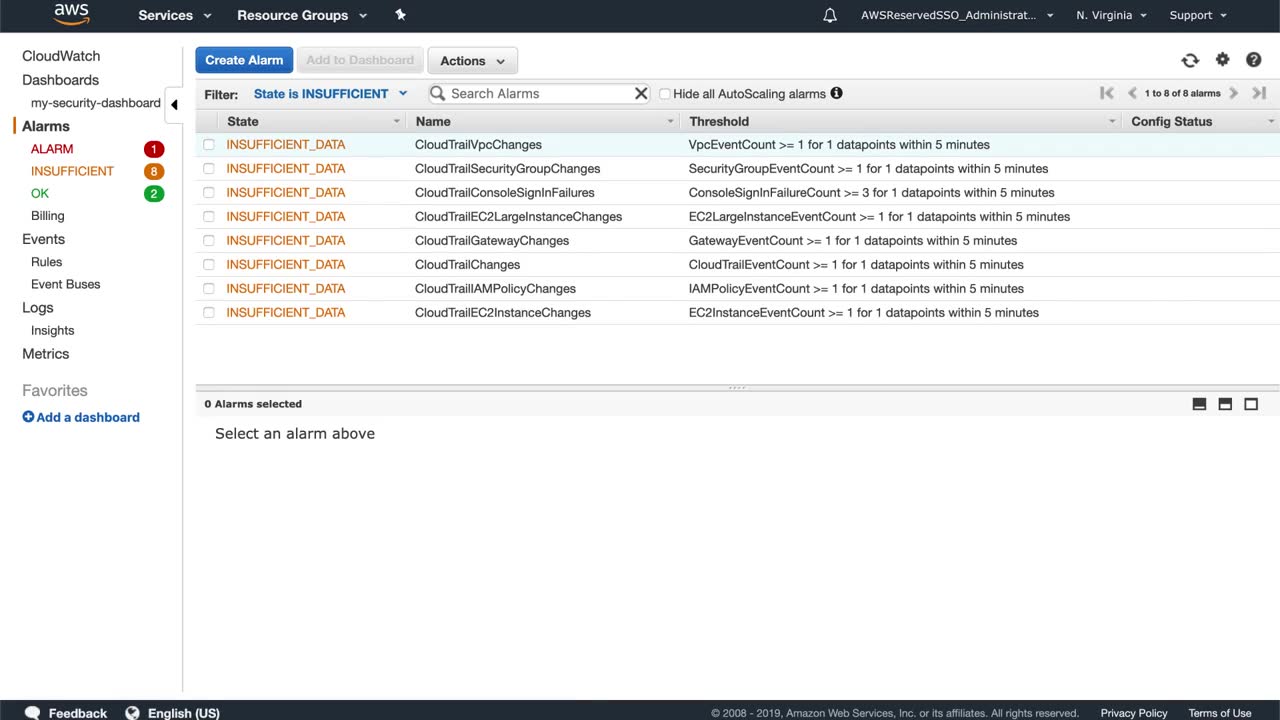 aws Services Resource Groups AWSReservedSSO_Administrat... N. Virginia Support
CloudWatch
Dashboards
my-security-dashboard
Alarms
ALARM 1
INSUFFICIENT 8
OK 2
Billing
Events
Rules
Event Buses
Logs
Insights
Metrics
Favorites
Add a dashboard
Create Alarm Add to Dashboard Actions
Filter: State is INSUFFICIENT Search Alarms Hide all AutoScaling alarms 1 to 8 of 8 alarms
State Name Threshold Config Status
INSUFFICIENT_DATA CloudTrailVpcChanges VpcEventCount >= 1 for 1 datapoints within 5 minutes
INSUFFICIENT_DATA CloudTrailSecurityGroupChanges SecurityGroupEventCount >= 1 for 1 datapoints within 5 minutes
INSUFFICIENT_DATA CloudTrailConsoleSignInFailures ConsoleSignInFailureCount >= 3 for 1 datapoints within 5 minutes
INSUFFICIENT_DATA CloudTrailEC2LargeInstanceChanges EC2LargeInstanceEventCount >= 1 for 1 datapoints within 5 minutes
INSUFFICIENT_DATA CloudTrailGatewayChanges GatewayEventCount >= 1 for 1 datapoints within 5 minutes
INSUFFICIENT_DATA CloudTrailChanges CloudTrailEventCount >= 1 for 1 datapoints within 5 minutes
INSUFFICIENT_DATA CloudTrailIAMPolicyChanges IAMPolicyEventCount >= 1 for 1 datapoints within 5 minutes
INSUFFICIENT_DATA CloudTrailEC2InstanceChanges EC2InstanceEventCount >= 1 for 1 datapoints within 5 minutes
0 Alarms selected
Select an alarm above
Feedback English (US) © 2008 - 2019, Amazon Web Services, Inc. or its affiliates. All rights reserved. Privacy Policy Terms of Use